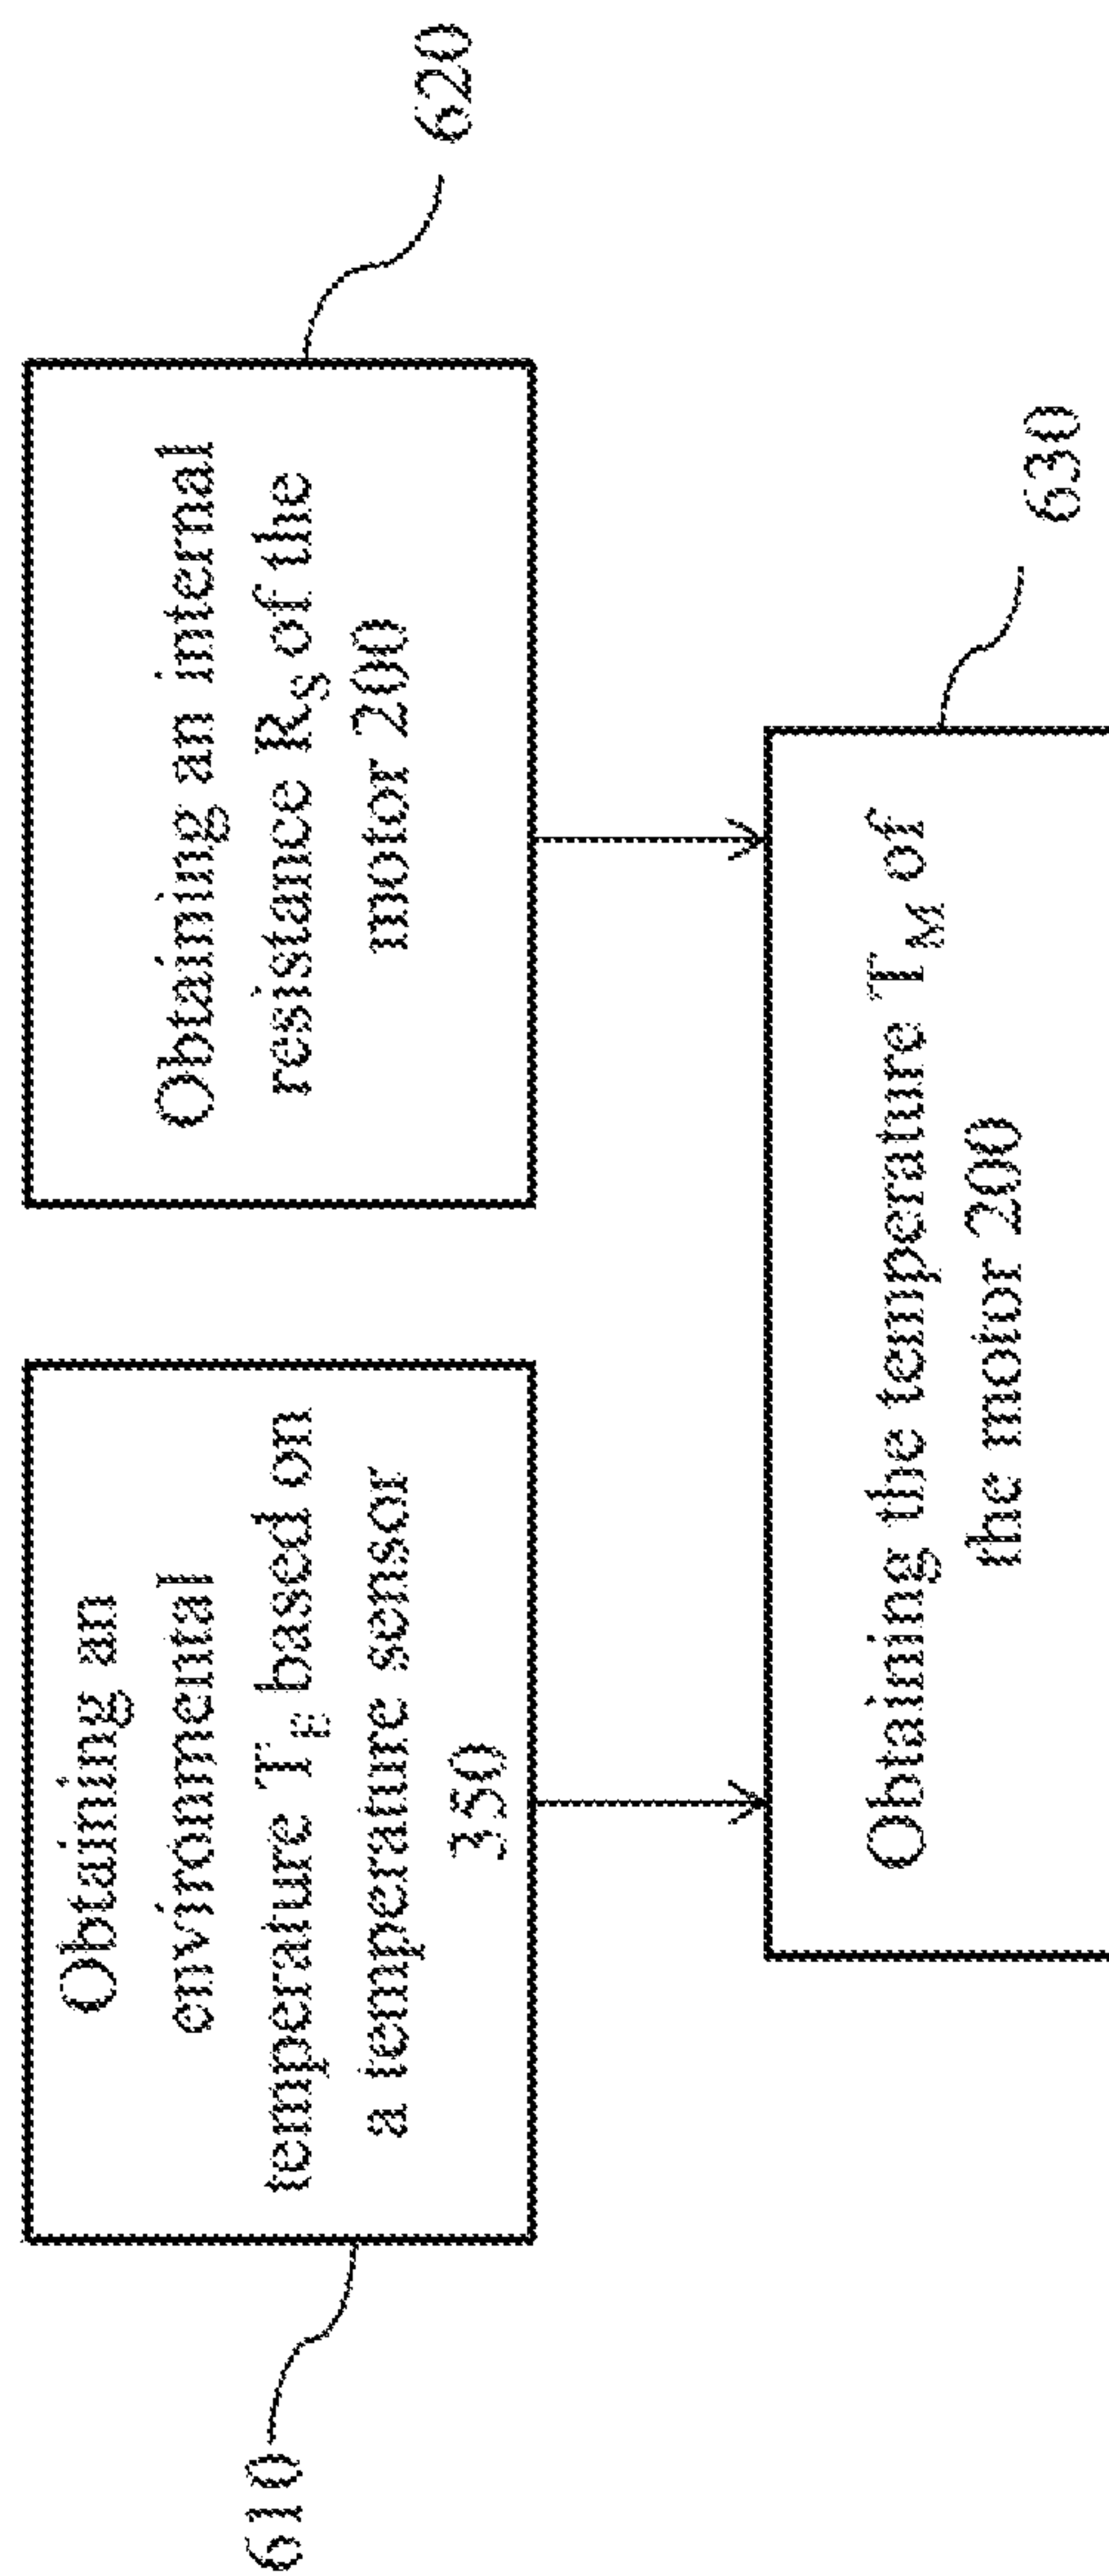 610
Obtaining an
environmental
temperature T_E based on
a temperature sensor
350
Obtaining an internal
resistance R_S of the
motor 200
620
Obtaining the temperature T_M of
the motor 200
630